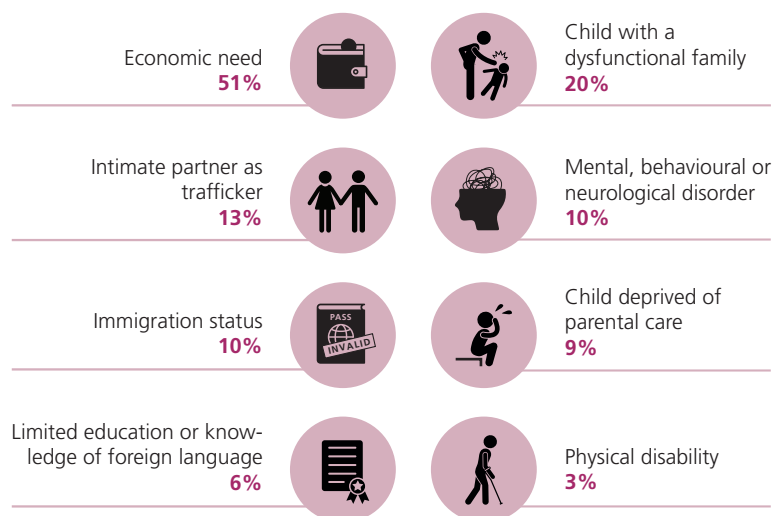 Economic need
51%
Child with a
dysfunctional family
20%
Intimate partner as
trafficker
13%
Mental, behavioural or
neurological disorder
10%
PASS
INVALID
Immigration status
10%
Child deprived of
parental care
9%
Limited education or know-
ledge of foreign language
6%
Physical disability
3%